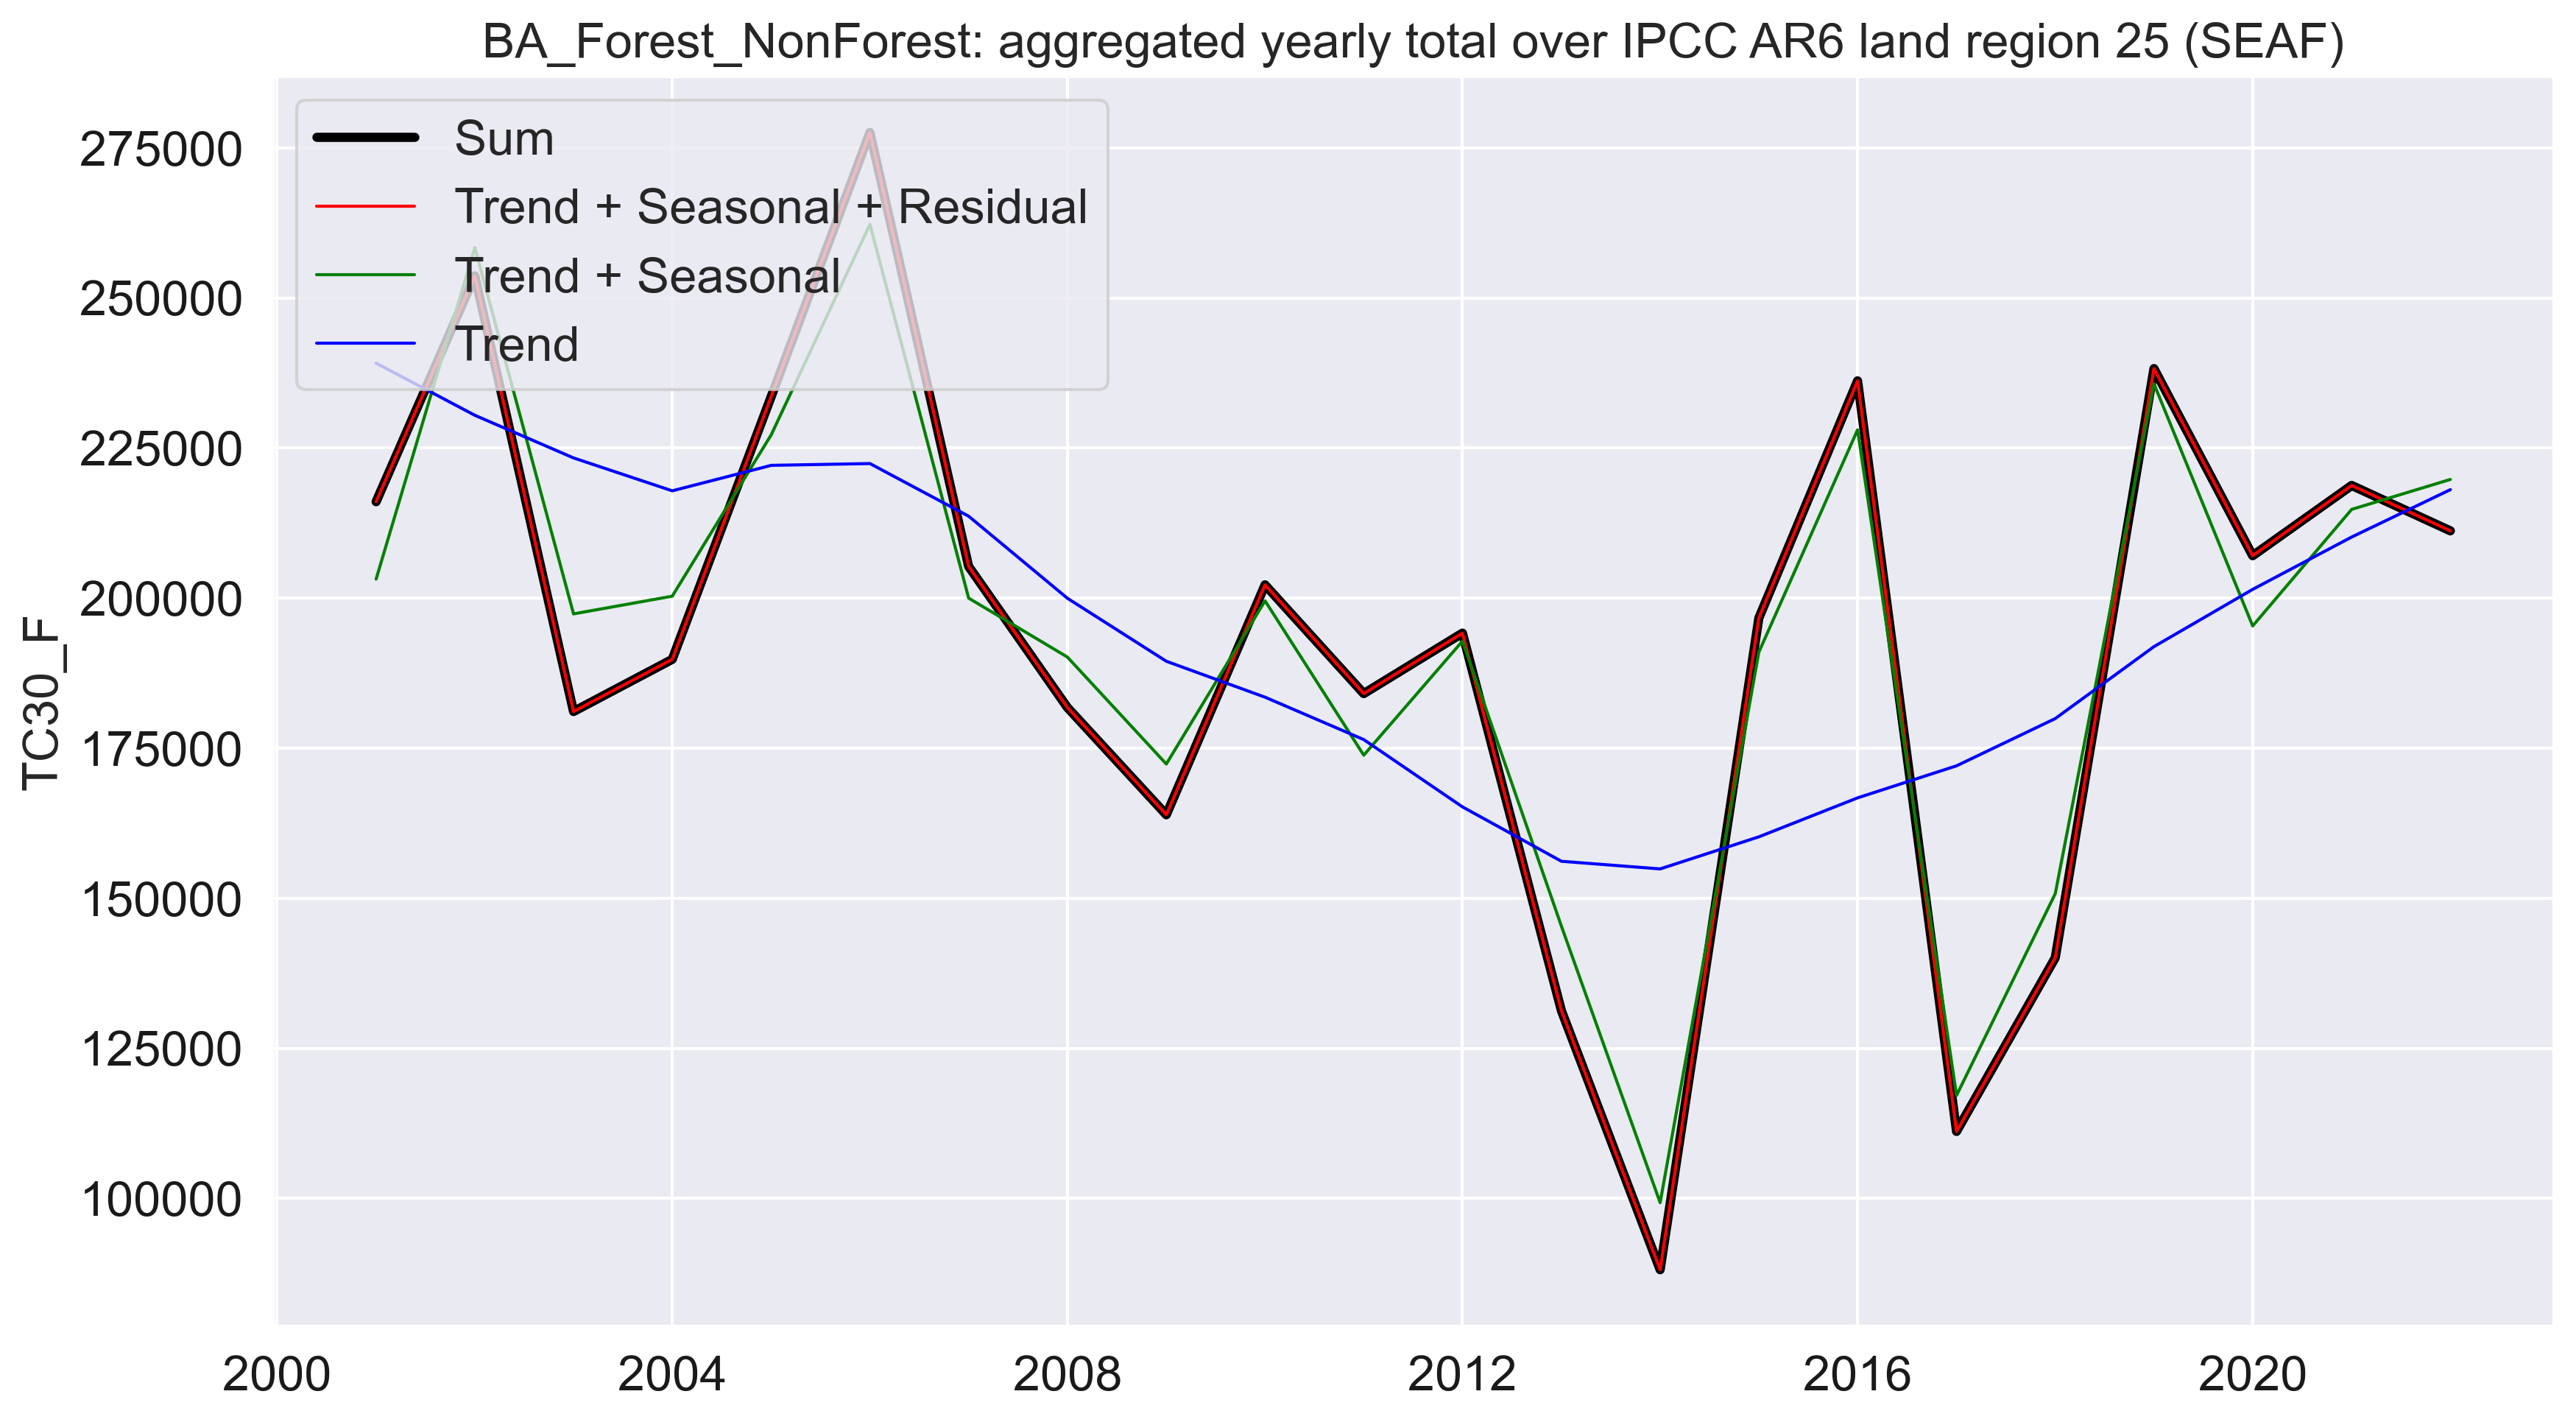 BA_Forest_NonForest: aggregated yearly total over IPCC AR6 land region 25 (SEAF)
Sum
Trend + Seasonal + Residual
Trend + Seasonal
Trend
TC30_F
275000
250000
225000
200000
175000
150000
125000
100000
2000 2004 2008 2012 2016 2020